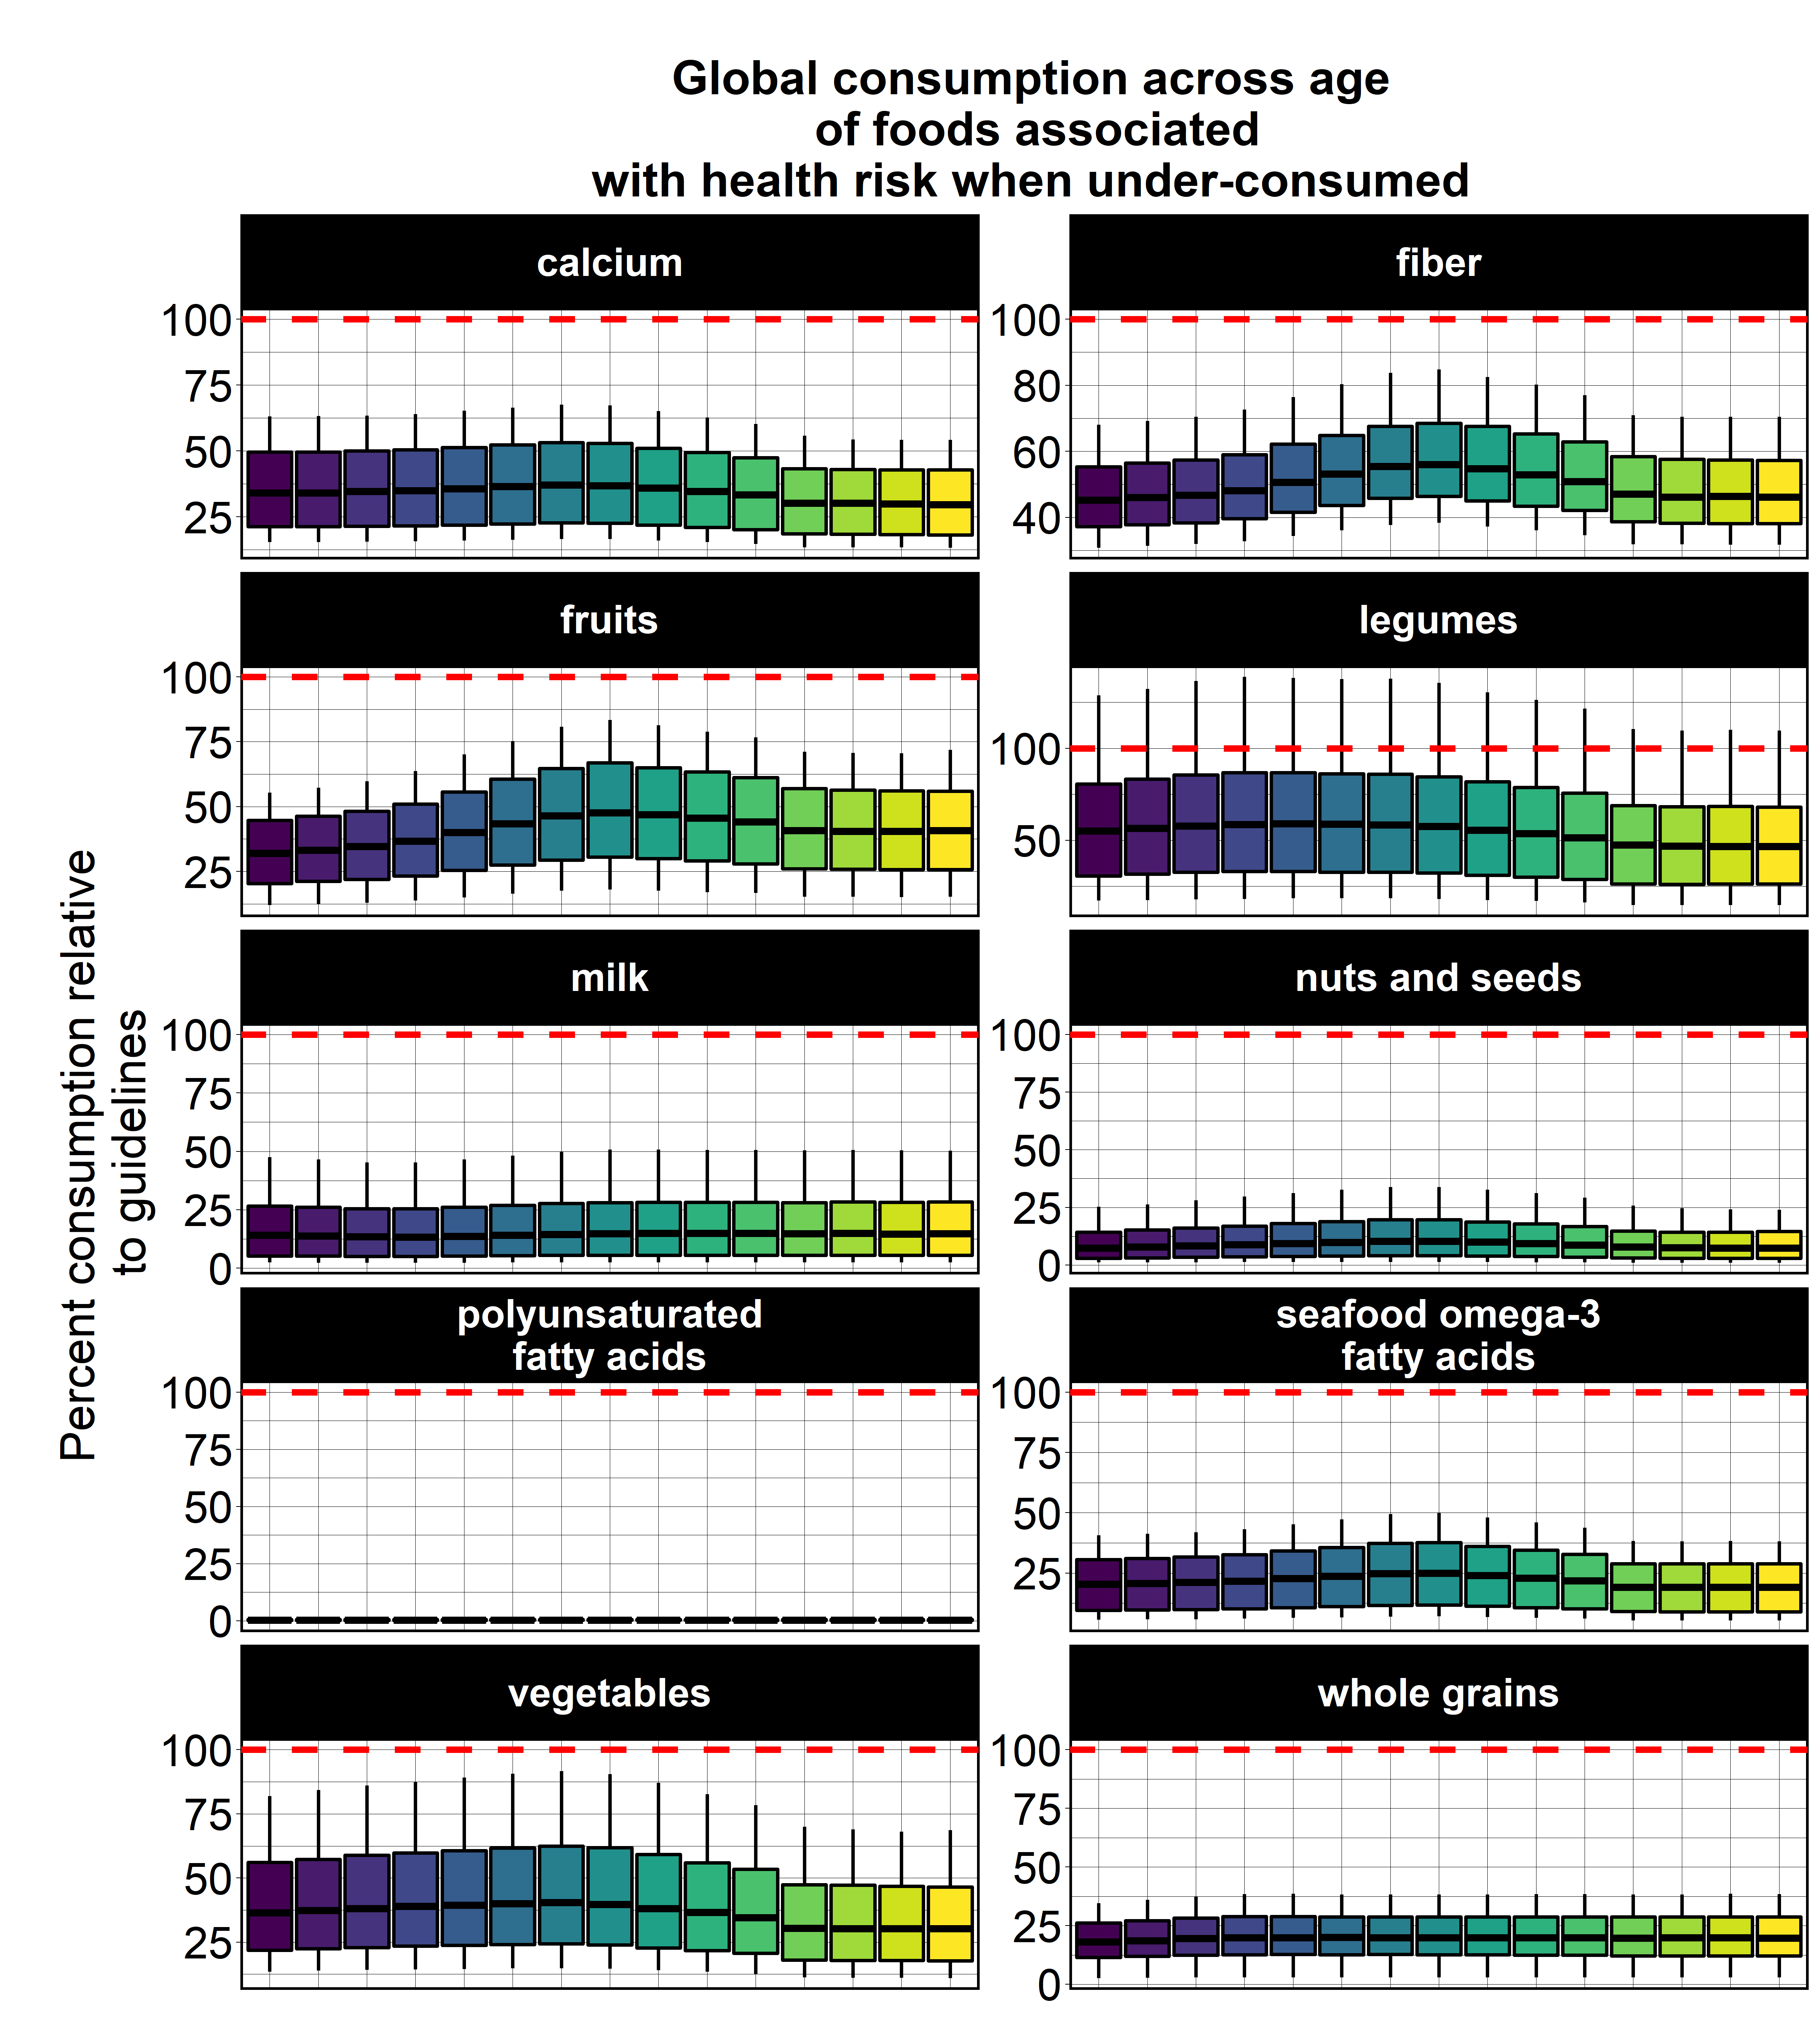 Global consumption across age
of foods associated
with health risk when under-consumed
Percent consumption relative
to guidelines
calcium
100
75
50
25
fiber
100
80
60
40
fruits
100
75
50
25
legumes
100
50
milk
100
75
50
25
0
nuts and seeds
100
75
50
25
0
polyunsaturated
fatty acids
100
75
50
25
0
seafood omega-3
fatty acids
100
75
50
25
vegetables
100
75
50
25
whole grains
100
75
50
25
0